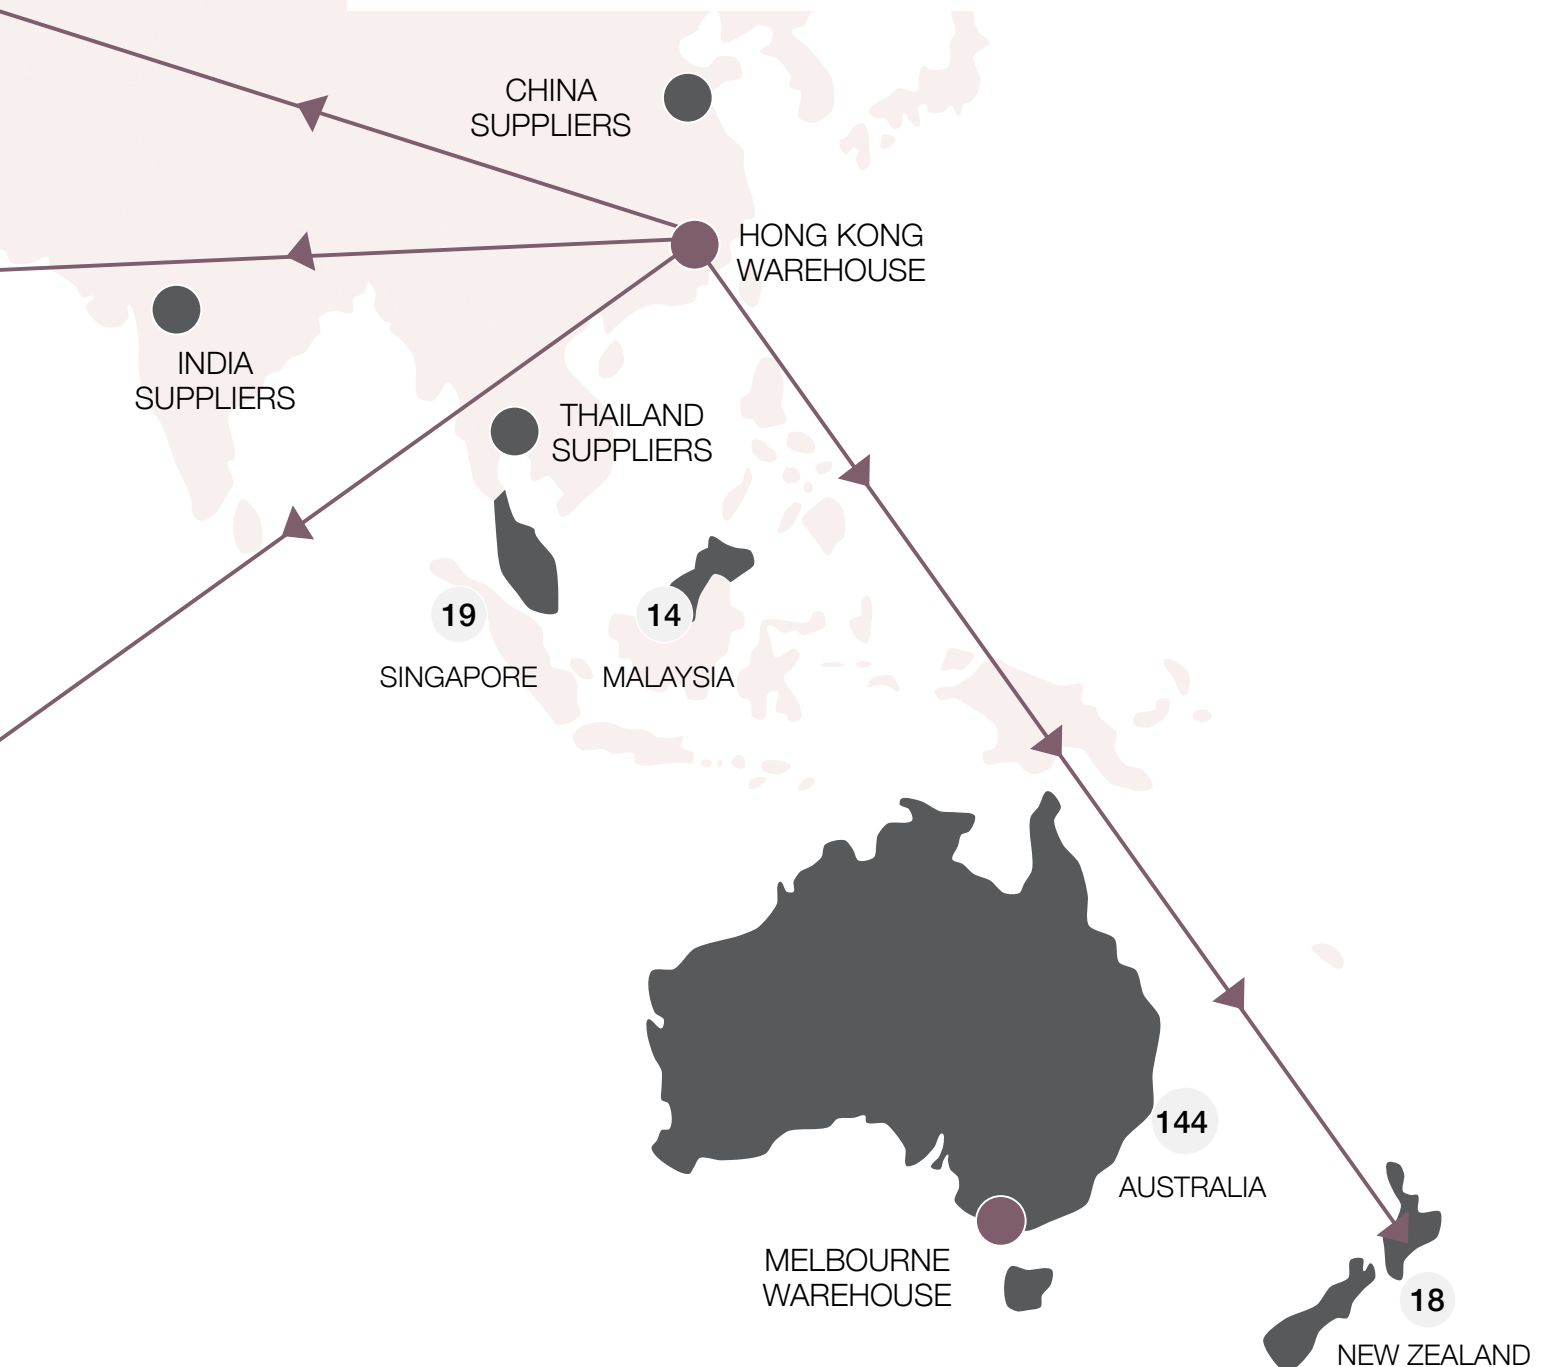 CHINA
SUPPLIERS
HONG KONG
WAREHOUSE
INDIA
SUPPLIERS
THAILAND
SUPPLIERS
19
SINGAPORE
14
MALAYSIA
144
AUSTRALIA
MELBOURNE
WAREHOUSE
18
NEW ZEALAND